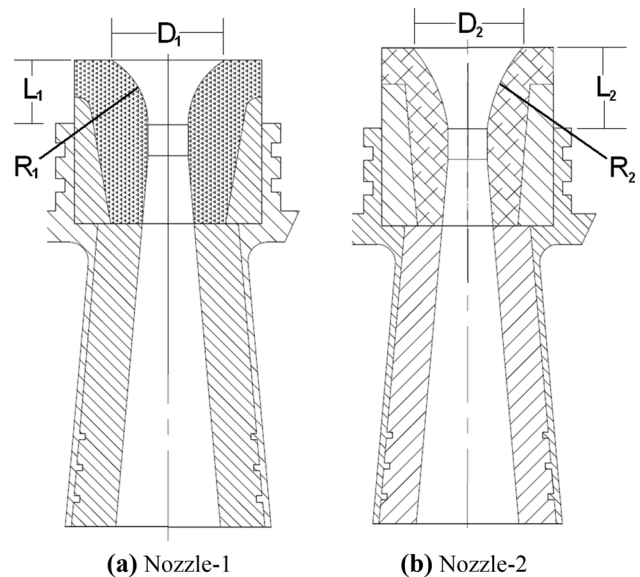 D₁
L₁
R₁
(a) Nozzle-1
D₂
L₂
R₂
(b) Nozzle-2